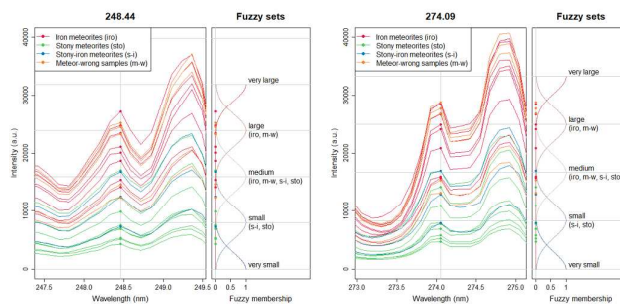 248.44
Fuzzy sets
Iron meteorites (iro)
Stony meteorites (sto)
Stony-iron meteorites (s-i)
Meteor-wrong samples (m-w)
Intensity (a.u.)
40000
30000
20000
10000
0
247.5
248.0
248.5
249.0
249.5
Wavelength (nm)
very large
large
(iro, m-w)
medium
(iro, m-w, s-i, sto)
small
(s-i, sto)
very small
0
0.5
1
Fuzzy membership
274.09
Fuzzy sets
Iron meteorites (iro)
Stony meteorites (sto)
Stony-iron meteorites (s-i)
Meteor-wrong samples (m-w)
Intensity (a.u.)
40000
30000
20000
10000
0
273.0
273.5
274.0
274.5
275.0
Wavelength (nm)
very large
large
(iro, m-w)
medium
(iro, m-w, s-i, sto)
small
(s-i, sto)
very small
0
0.5
1
Fuzzy membership